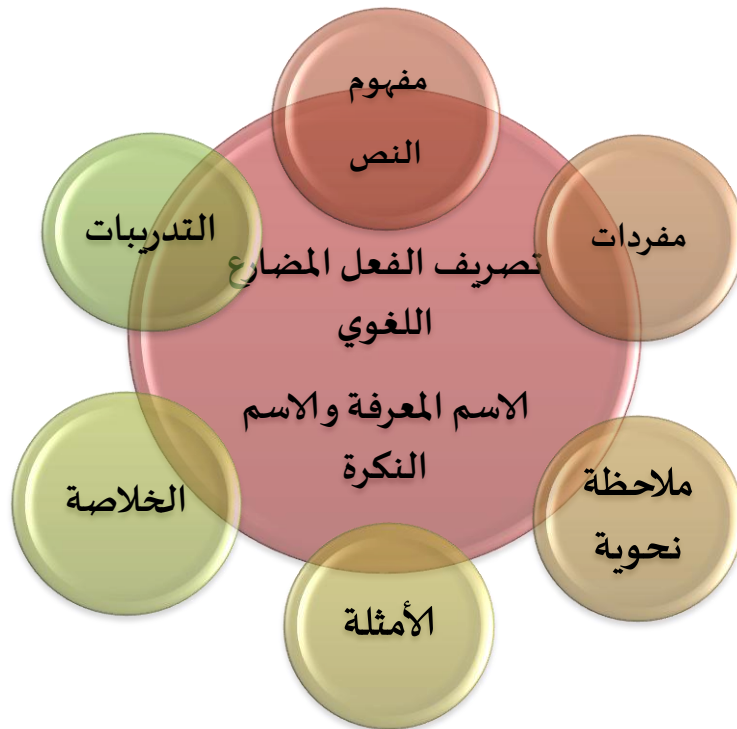 مفهوم
النص
مفردات
ملاحظة
نحوية
الأمثلة
الخلاصة
التدريبات
تصريف الفعل المضارع
اللغوي
الاسم المعرفة والاسم
النكرة